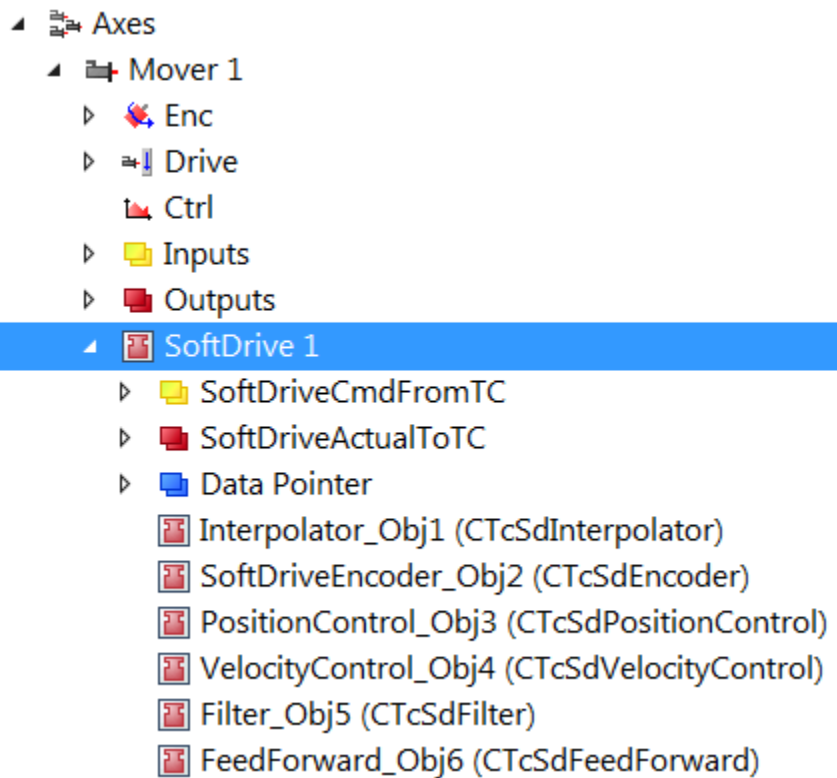 Axes
Mover 1
Enc
Drive
Ctrl
Inputs
Outputs
SoftDrive 1
SoftDriveCmdFromTC
SoftDriveActualToTC
Data Pointer
Interpolator_Obj1 (CTcSdInterpolator)
SoftDriveEncoder_Obj2 (CTcSdEncoder)
PositionControl_Obj3 (CTcSdPositionControl)
VelocityControl_Obj4 (CTcSdVelocityControl)
Filter_Obj5 (CTcSdFilter)
FeedForward_Obj6 (CTcSdFeedForward)